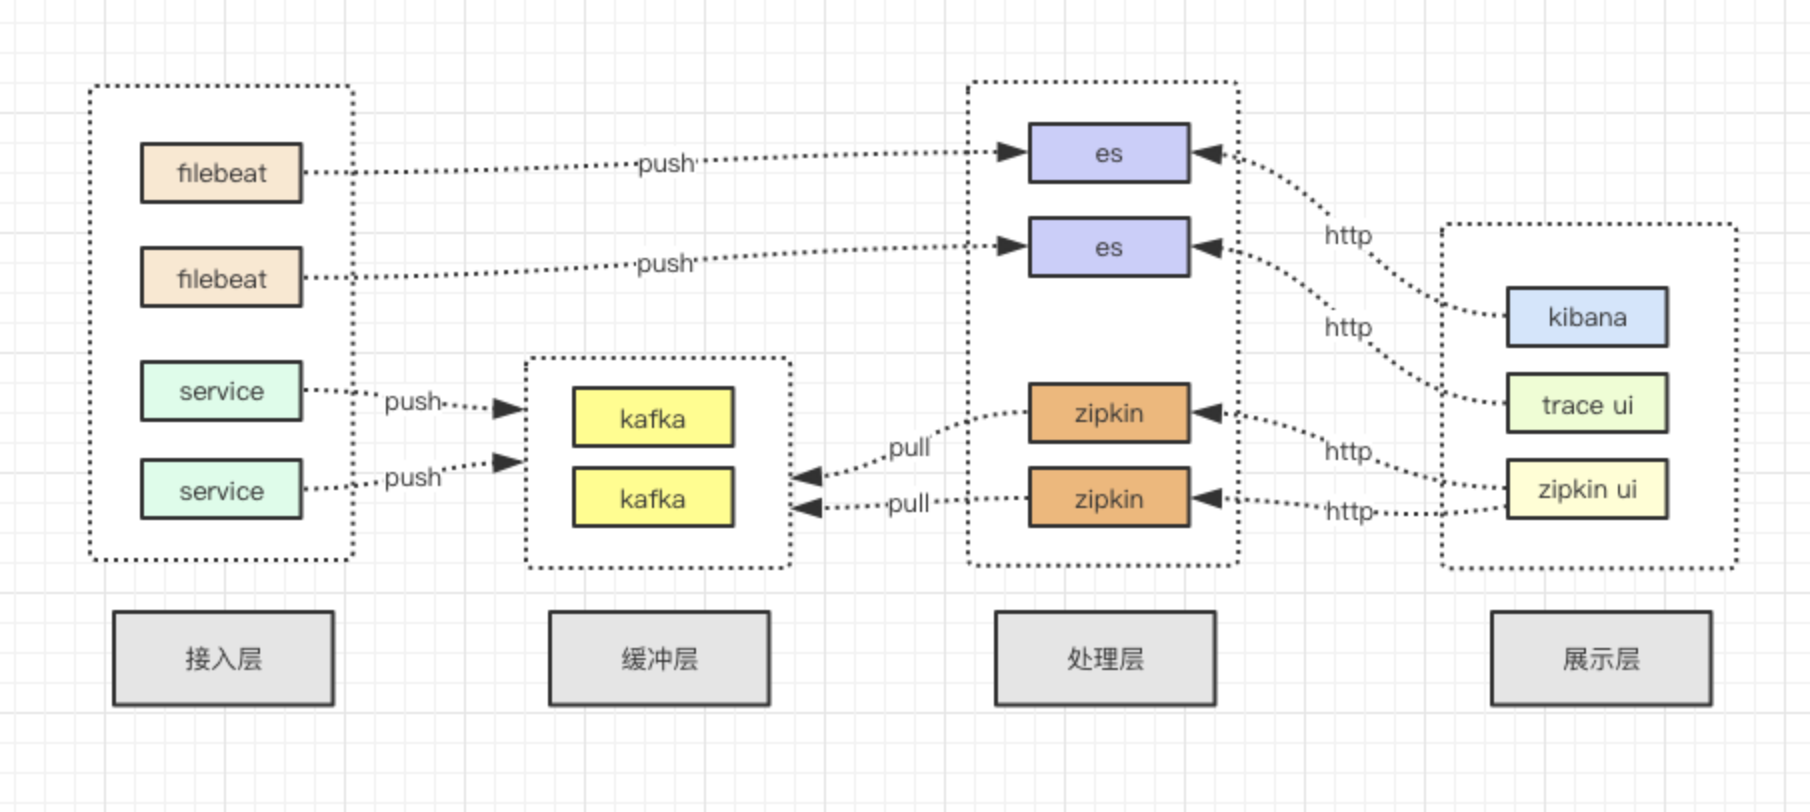 filebeat
filebeat
service
service
push
push
push
push
kafka
kafka
pull
pull
es
es
zipkin
zipkin
http
http
http
http
kibana
trace ui
zipkin ui
接入层
缓冲层
处理层
展示层